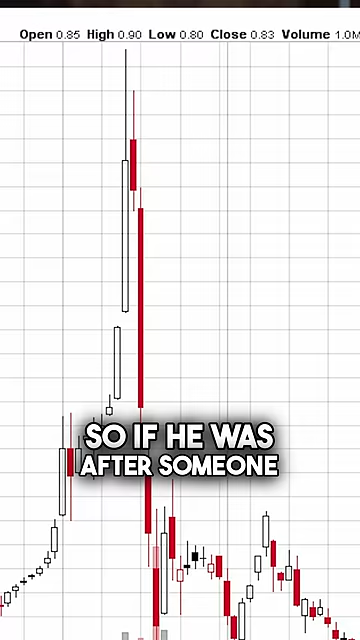 Open 0.85 High 0.90 Low 0.80 Close 0.83 Volume 1.0M
SO IF HE WAS
AFTER SOMEONE